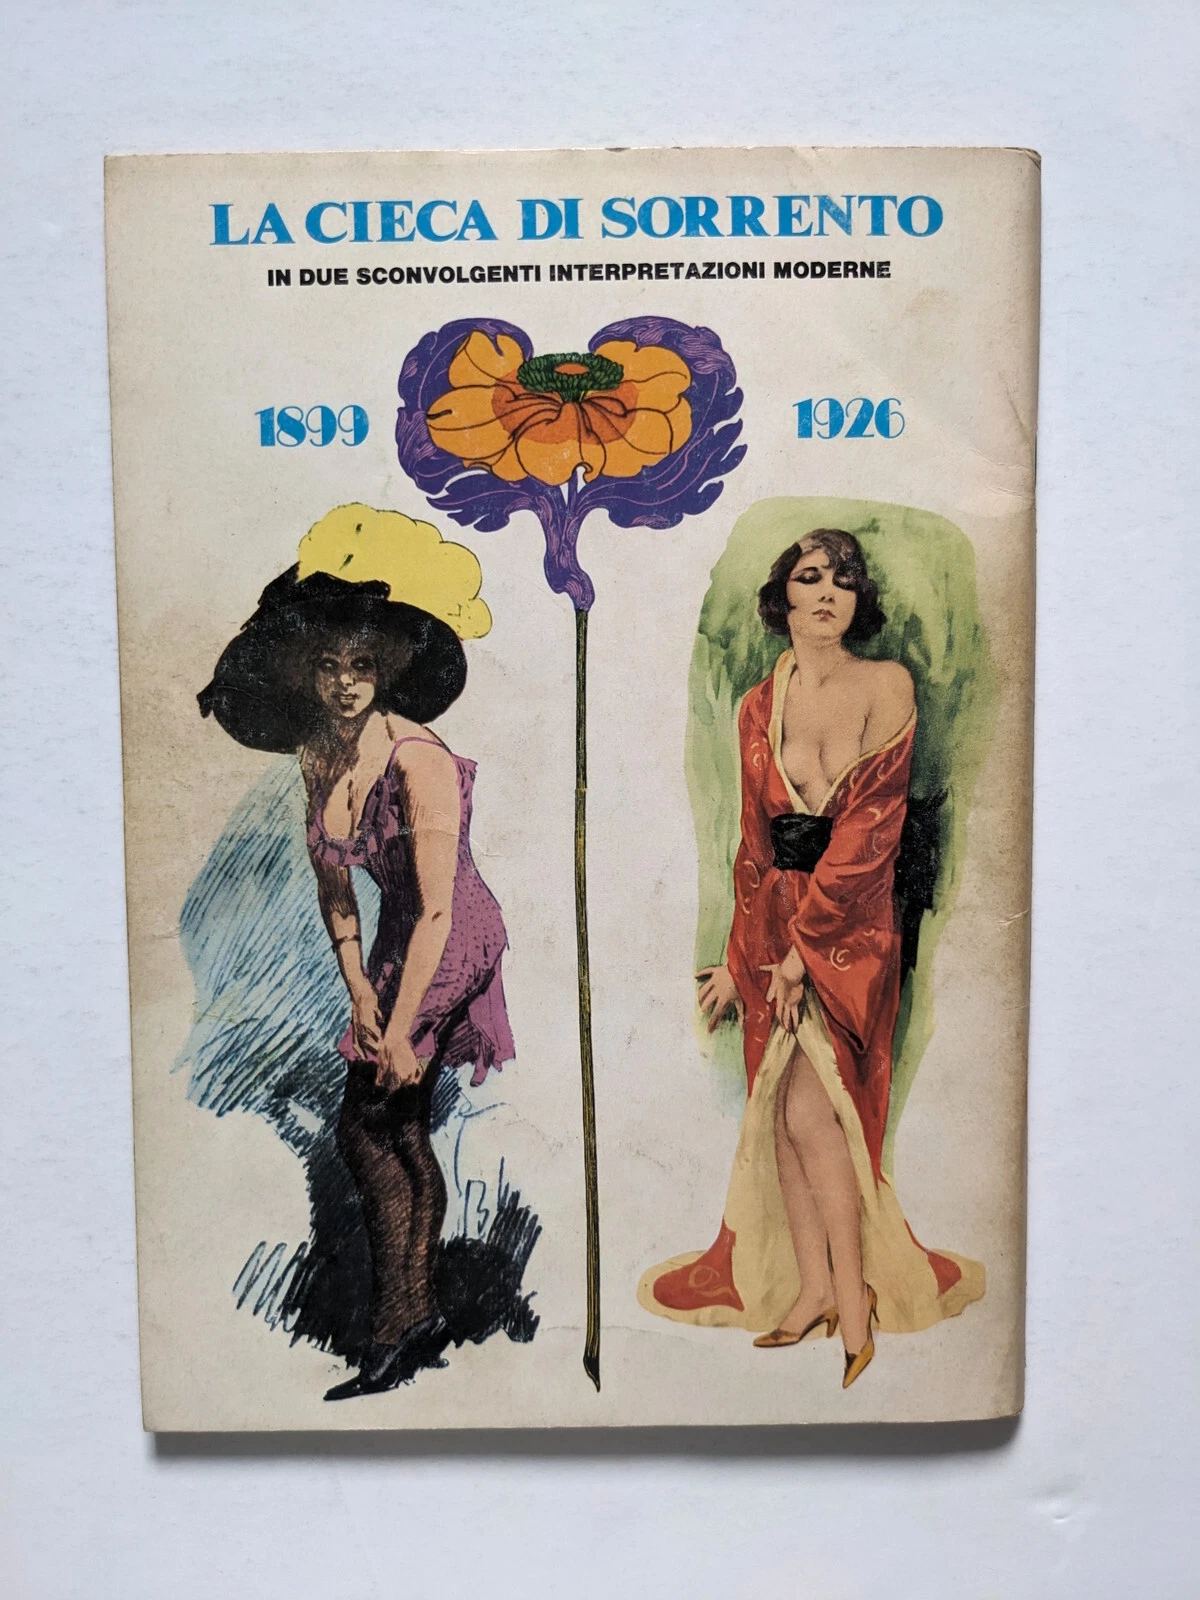 LA CIECA DI SORRENTO
IN DUE SCONVOLGENTI INTERPRETAZIONI MODERNE
1899
1926